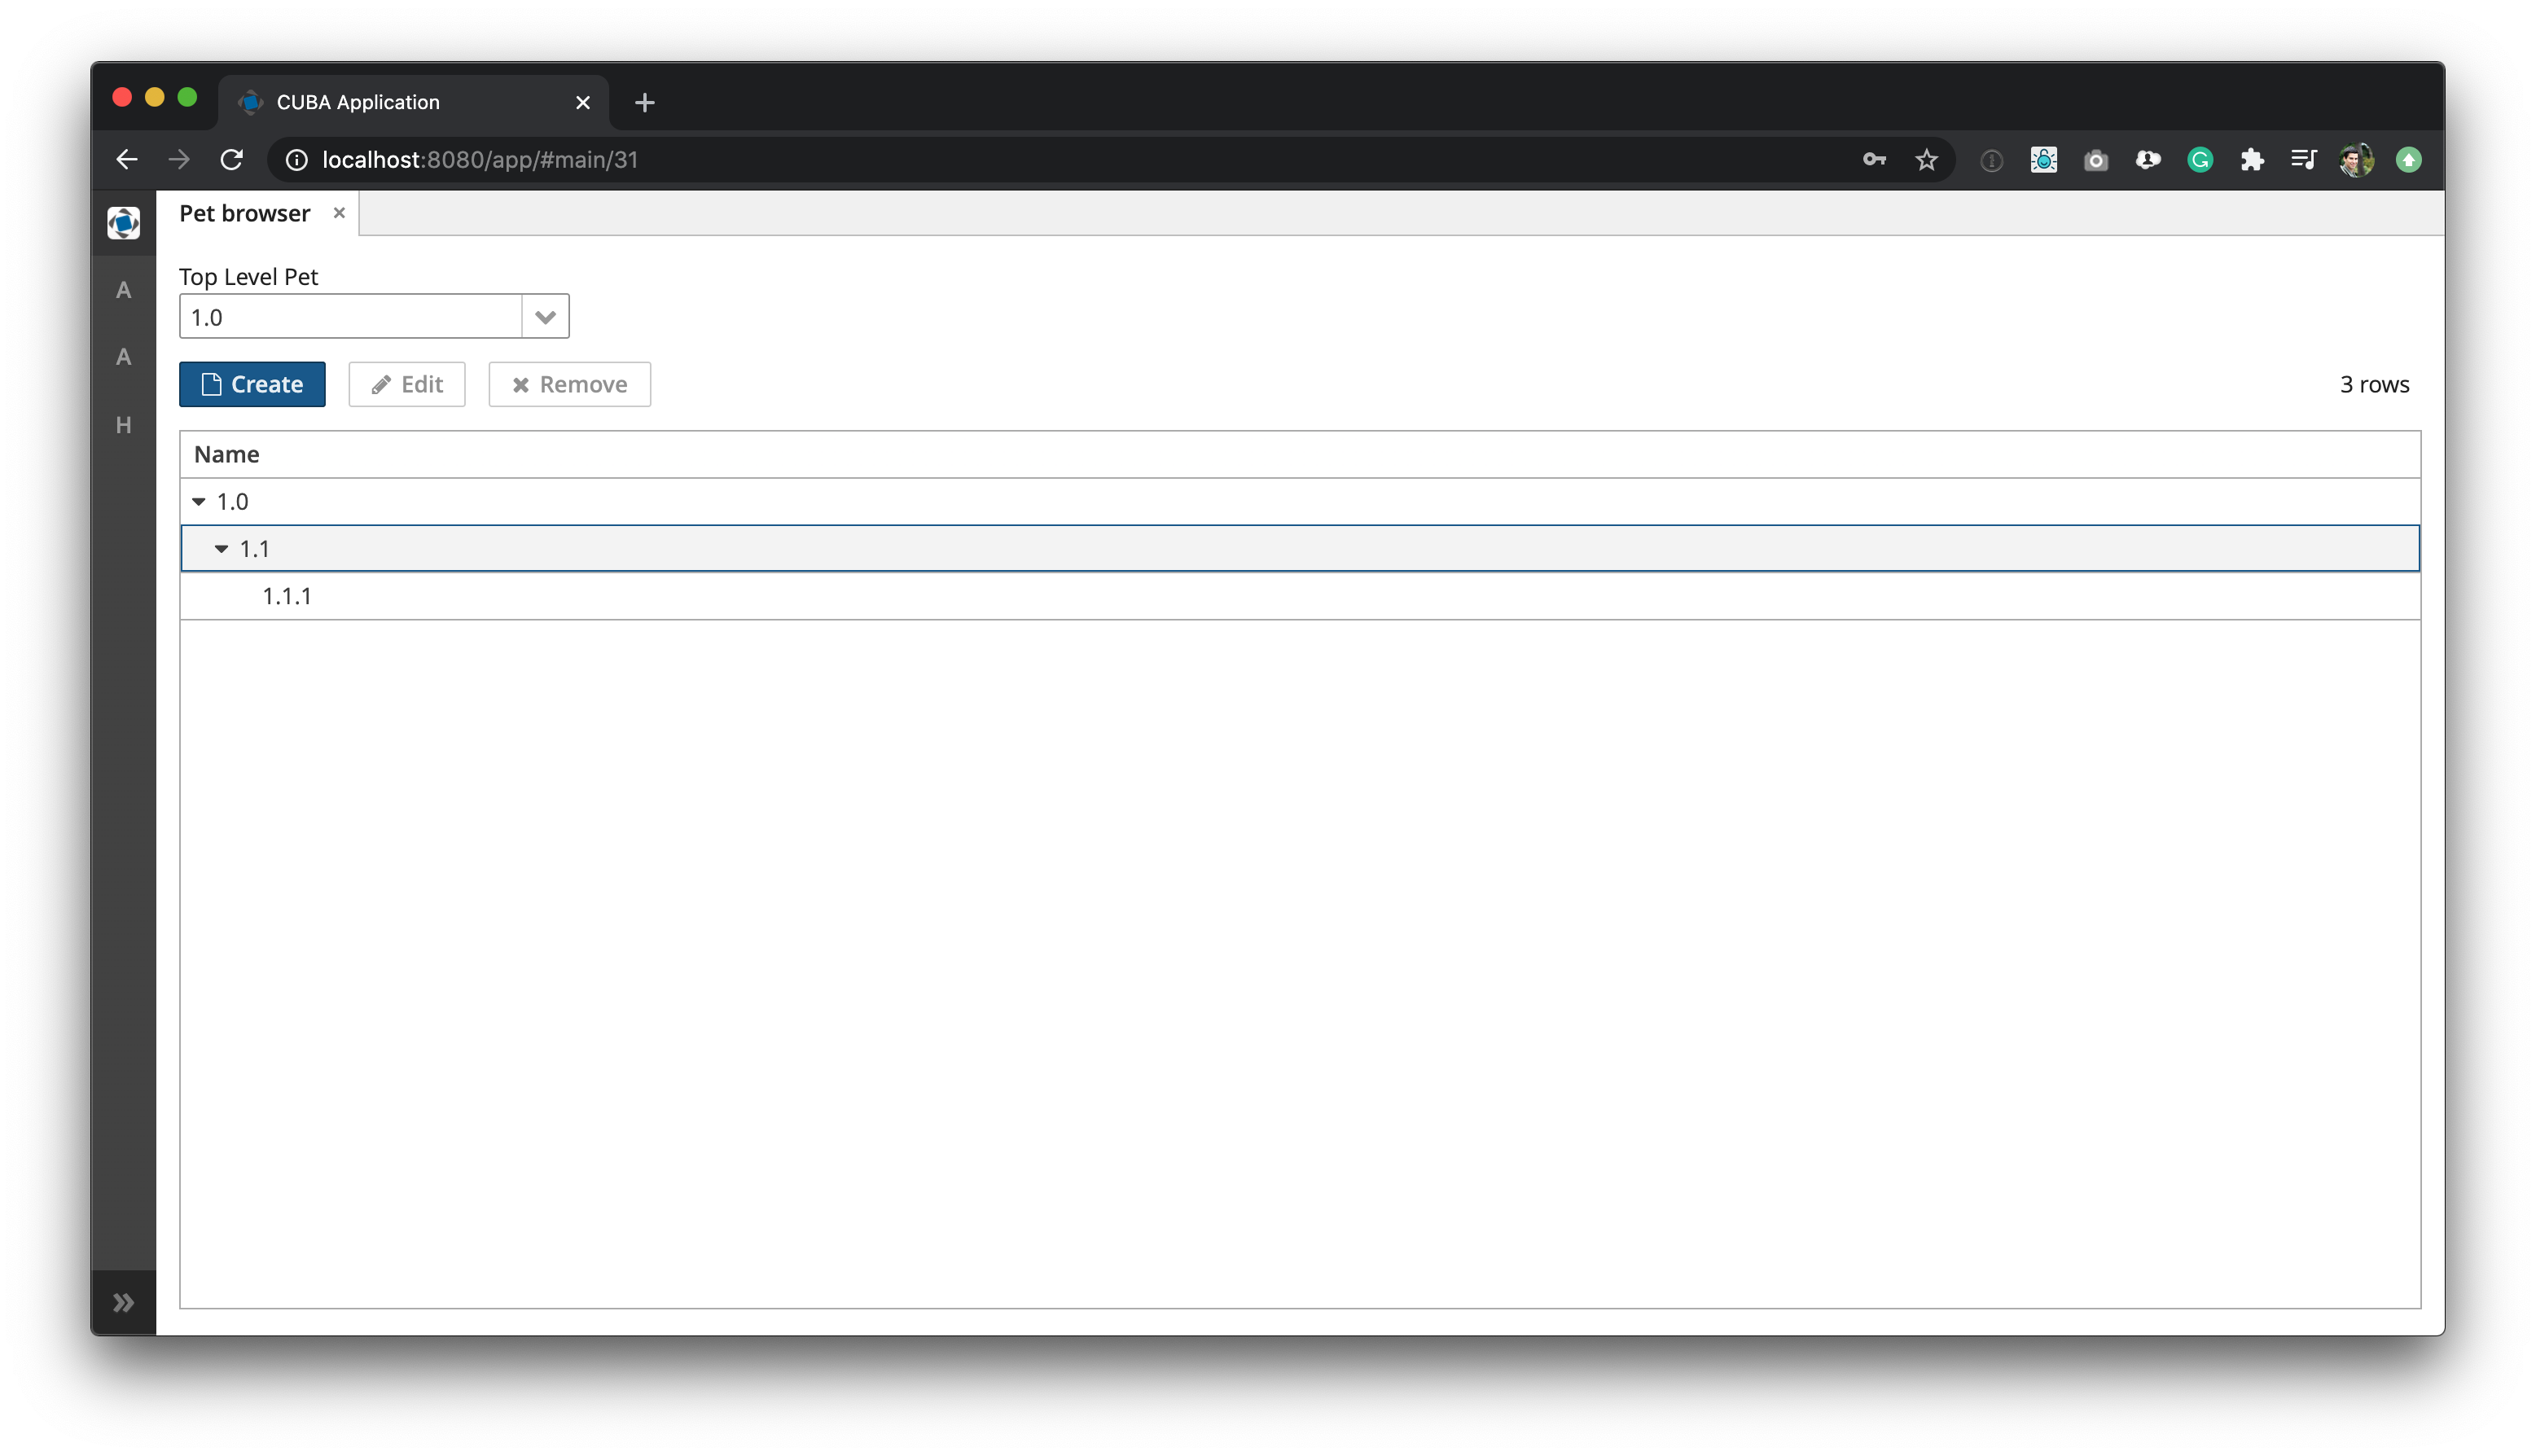 CUBA Application
localhost:8080/app/#main/31
Pet browser
A
A
H
Top Level Pet
1.0
Create
Edit
Remove
3 rows
Name
1.0
1.1
1.1.1